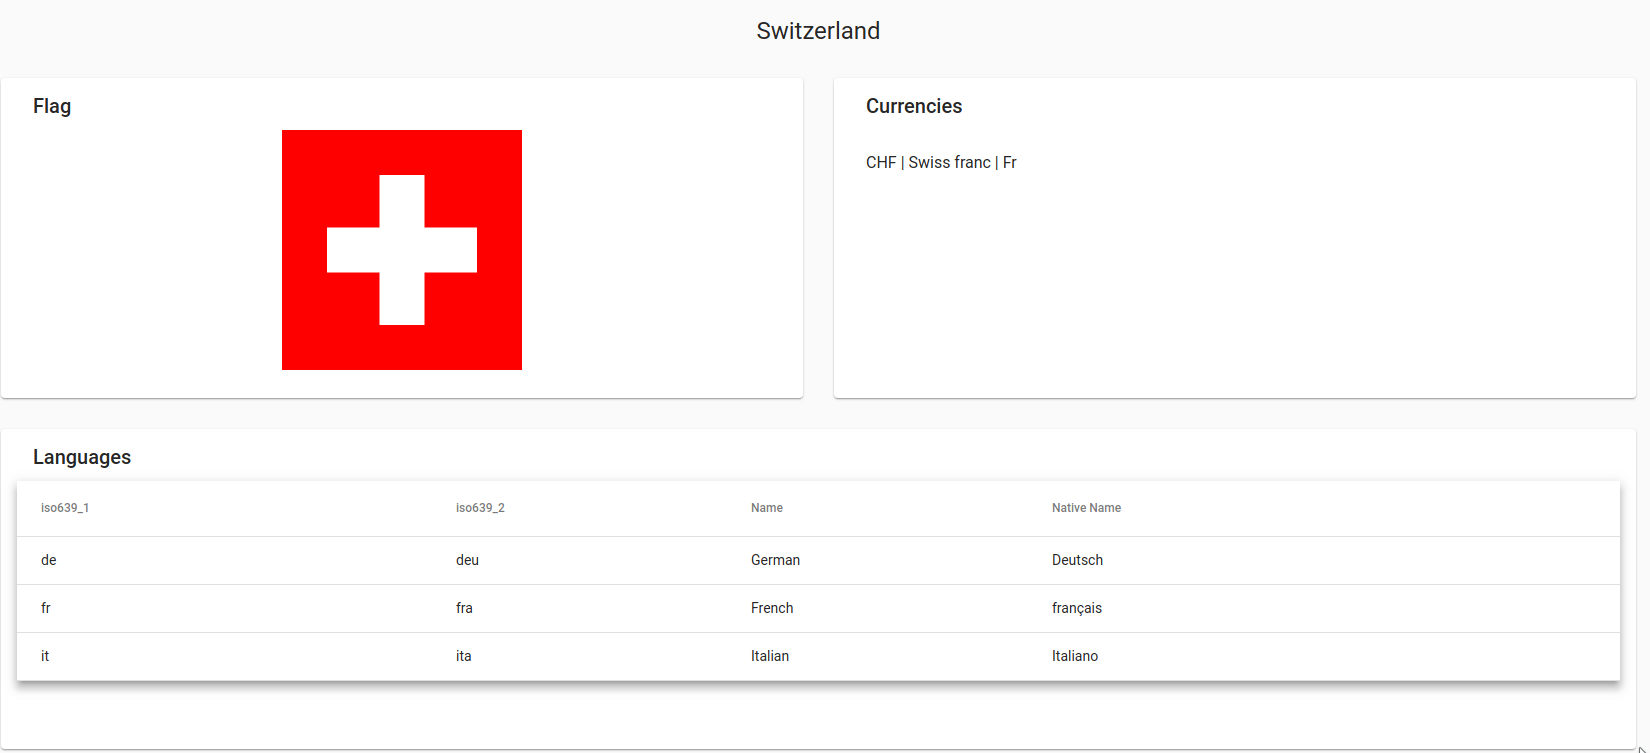 Switzerland
Flag
Currencies
CHF | Swiss franc | Fr
Languages
iso639_1 iso639_2 Name Native Name
de deu German Deutsch
fr fra French français
it ita Italian Italiano